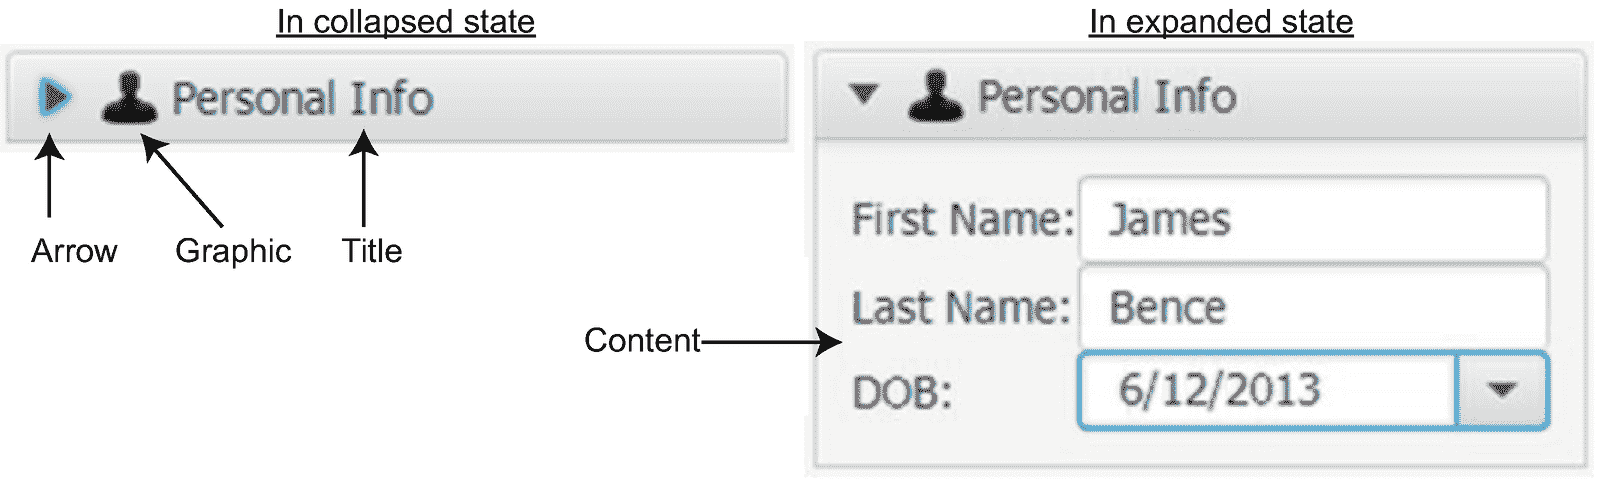 In collapsed state
Personal Info
Arrow
Graphic
Title
In expanded state
Personal Info
First Name: James
Last Name: Bence
Content
DOB: 6/12/2013